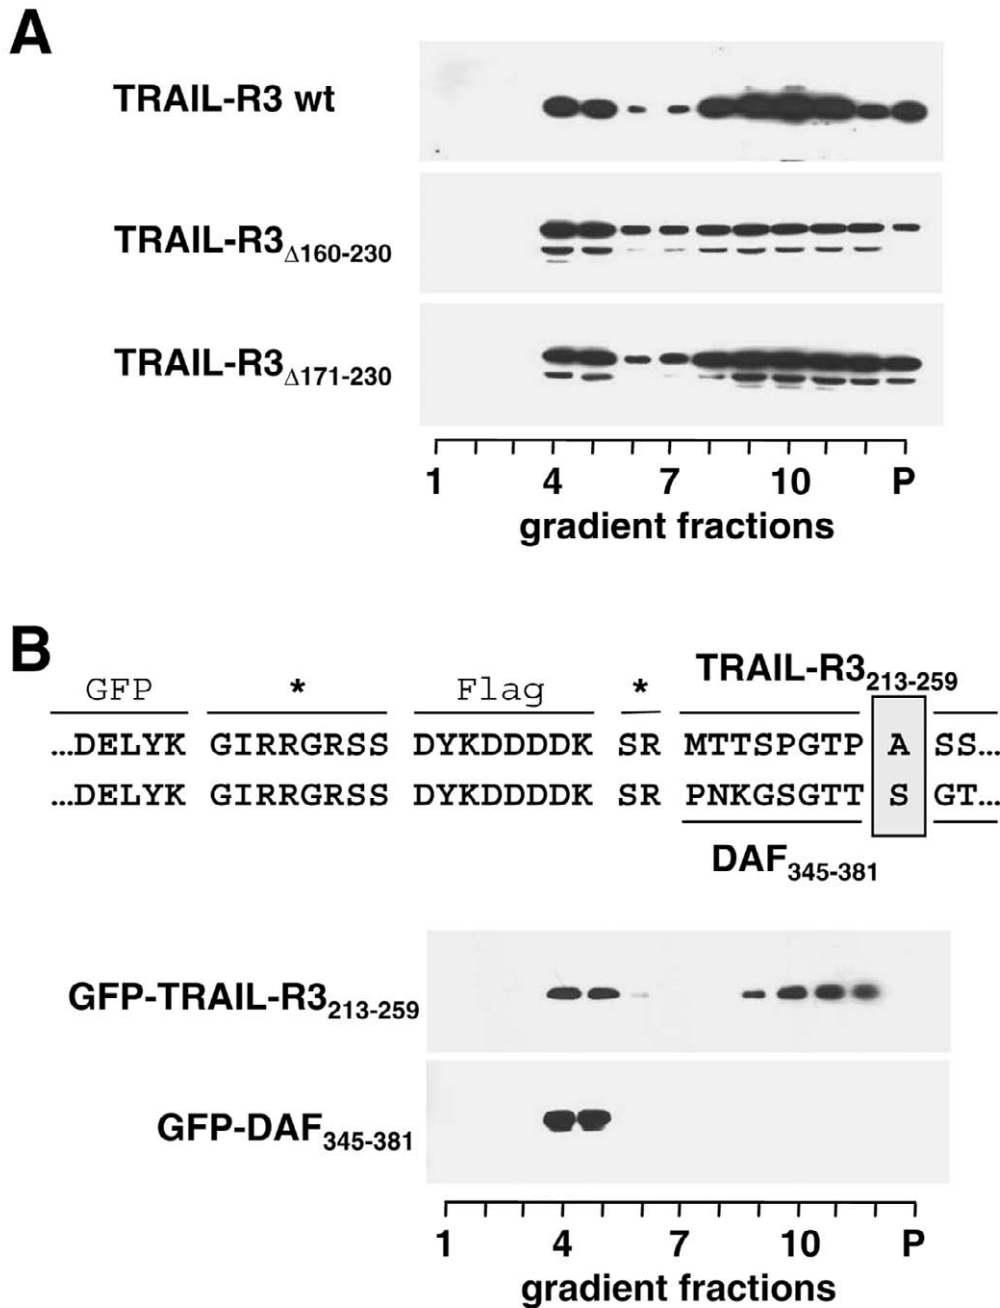 A
TRAIL-R3 wt
TRAIL-R3Δ160-230
TRAIL-R3Δ171-230
1 4 7 10 P
gradient fractions
B
GFP * Flag * TRAIL-R3213-259
...DELYK GIRRGRSS DYKDDDDK SR MTTSPGTP A SS...
...DELYK GIRRGRSS DYKDDDDK SR PNKGSGTT S GT...
DAF345-381
GFP-TRAIL-R3213-259
GFP-DAF345-381
1 4 7 10 P
gradient fractions